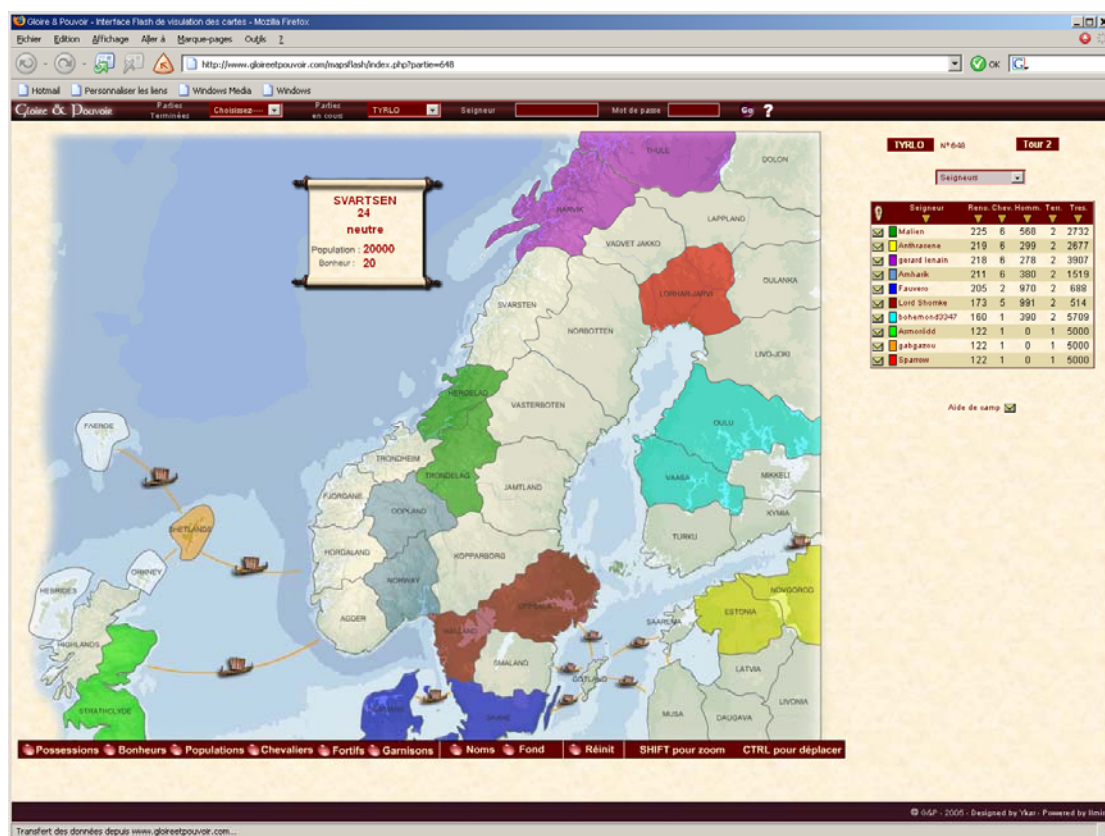 Gloire & Pouvoir - Interface Flash de visulation des cartes - Mozilla Firefox
Fichier Edition Affichage Aller à Marque-pages Outils ?
http://www.gloireetpouvoir.com/mapsflash/index.php?partie=648
OK
Hotmail Personnaliser les liens Windows Media Windows
Gloire & Pouvoir Parties Terminées Choisissez---- Parties en cours TYRLO Seigneur Mot de passe Go ?
TYRLO N°648 Tour 2
Seigneurs
Seigneur Reno. Chev. Homm. Terr. Tres.
Malien 225 6 568 2 2732
Anthracene 219 6 299 2 2677
gerard lenain 218 6 278 2 3907
Amharik 211 6 380 2 1519
Fauvero 205 2 970 2 688
Lord Shomke 173 5 991 2 514
bohemond3347 160 1 390 2 5709
122 1 0 1 5000
gabgazou 122 1 0 1 5000
Sparrow 122 1 0 1 5000
Aide de camp
SVARTSEN
24
neutre
Population : 20000
Bonheur : 20
THULE
DOLON
NARVIK
LAPPLAND
VADVET JAKKO
OULANKA
LORHAR-JARVI
SVARSTEN
NORBOTTEN
LIVO-JOKI
HERDELAG
VASTERBOTEN
OULU
FAEROE
TRONDHEIM
TRONDELAG
JAMTLAND
VAASA
MIKKELI
FJORDANE
OOPLAND
KYMIA
SHETLANDS
TURKU
HORDALAND
KOPPARBORG
ORKNEY
NORWAY
HEBRIDES
NOVGOROD
ESTONIA
AGDER
SAAREMA
HIGHLANDS
SMALAND
LATVIA
GOTLAND
LIVONIA
STRATHCLYDE
SKANE
MUSA
DAUGAVA
Possessions Bonheurs Populations Chevaliers Fortifs Garnisons Noms Fond Réinit SHIFT pour zoom CTRL pour déplacer
© G&P - 2005 - Designed by Ykar - Powered by
Transfert des données depuis www.gloireetpouvoir.com...